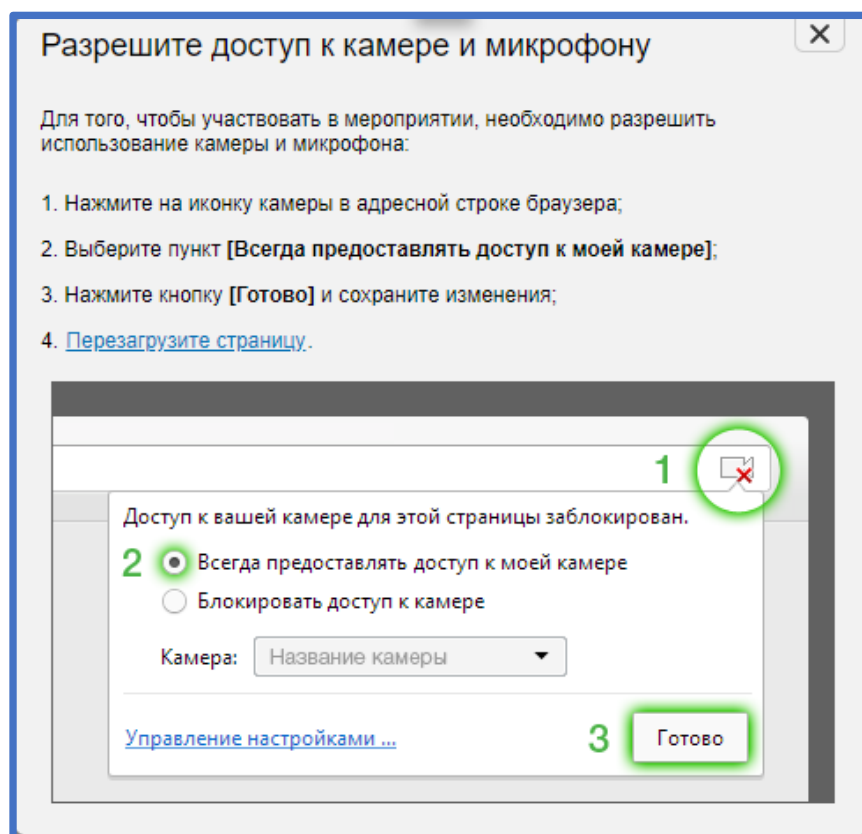 Разрешите доступ к камере и микрофону
Для того, чтобы участвовать в мероприятии, необходимо разрешить
использование камеры и микрофона:
1. Нажмите на иконку камеры в адресной строке браузера;
2. Выберите пункт [Всегда предоставлять доступ к моей камере];
3. Нажмите кнопку [Готово] и сохраните изменения;
4. Перезагрузите страницу.
1
Доступ к вашей камере для этой страницы заблокирован.
2 Всегда предоставлять доступ к моей камере
Блокировать доступ к камере
Камера: Название камеры
Управление настройками ... 3 Готово